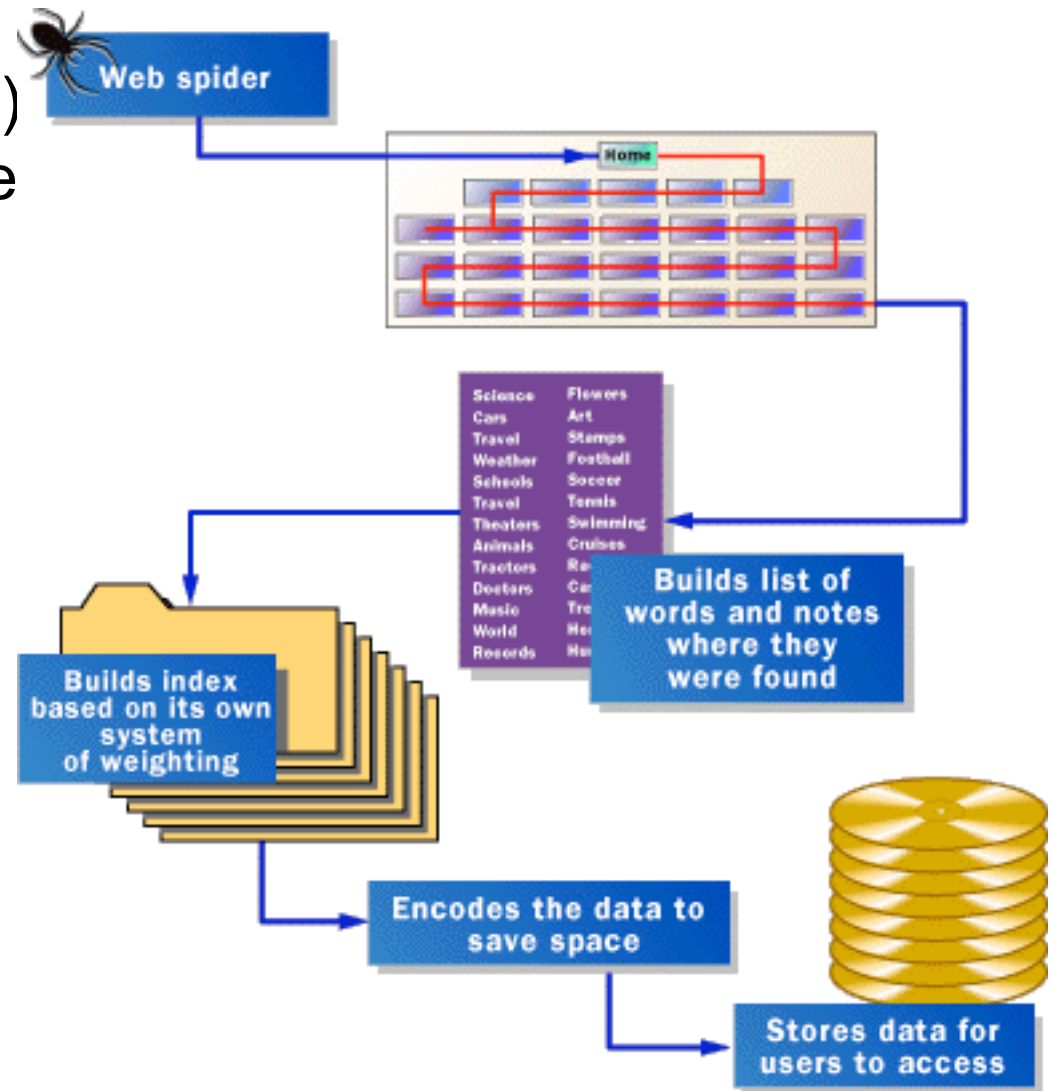 )
e
Web spider
Home
Science
Cars
Travel
Weather
Schools
Travel
Theaters
Animals
Tractors
Doctors
Music
World
Records
Flowers
Art
Stamps
Football
Soccer
Tennis
Swimming
Cruises
Builds list of
words and notes
where they
were found
Builds index
based on its own
system
of weighting
Encodes the data to
save space
Stores data for
users to access